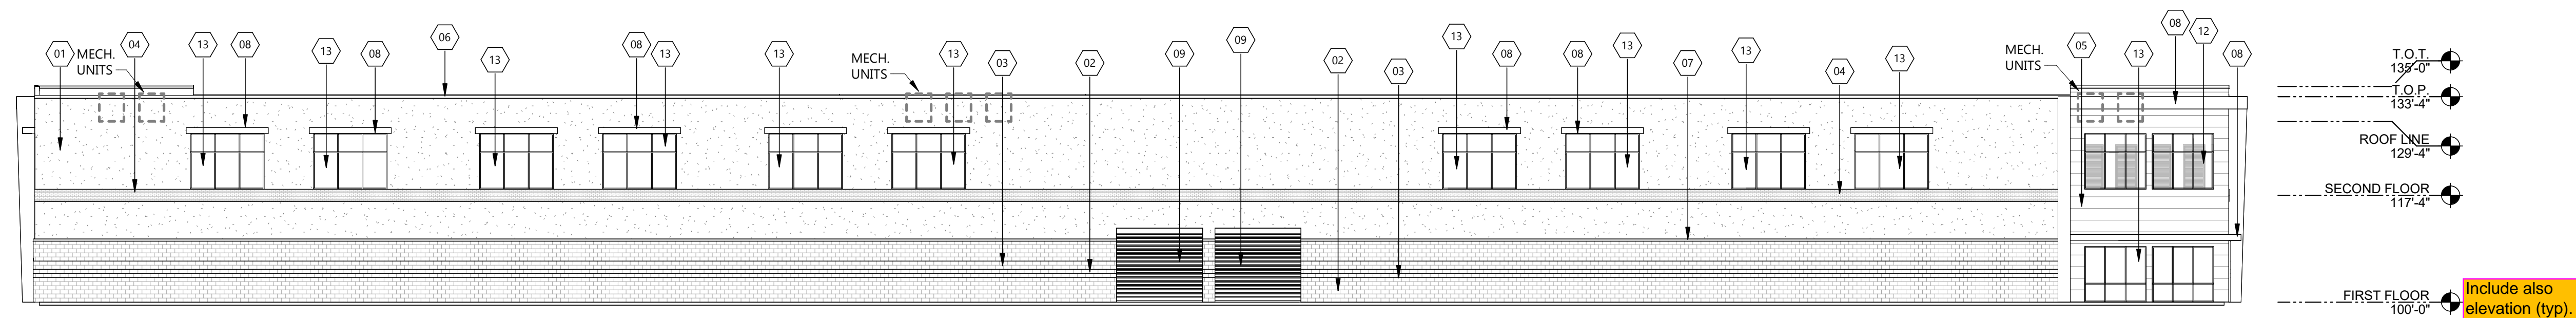 01
MECH.
UNITS
04
13
08
13
08
06
13
08
13
13
MECH.
UNITS
13
03
02
09
09
02
03
13
08
08
13
07
13
04
13
MECH.
UNITS
05
13
08
12
08
T.O.T.
135'-0"
T.O.P.
133'-4"
ROOF LINE
129'-4"
SECOND FLOOR
117'-4"
FIRST FLOOR
100'-0"
Include also
elevation (typ).